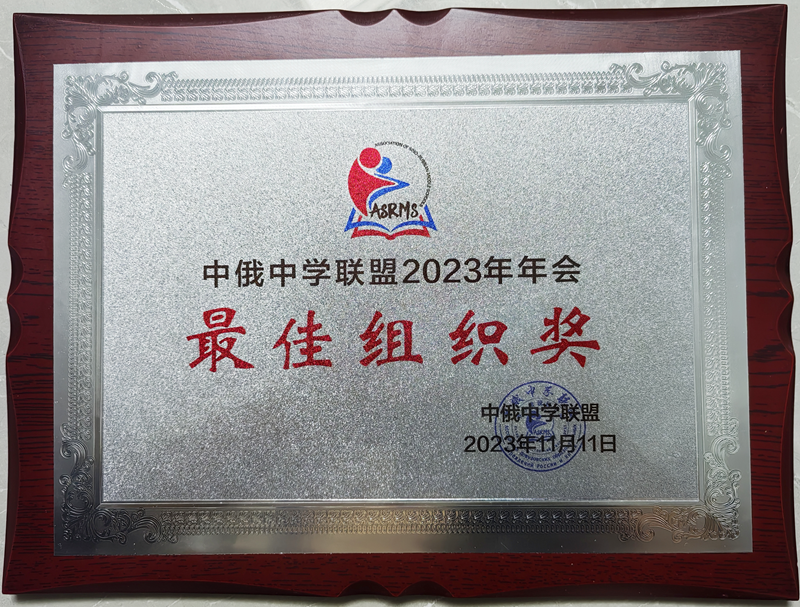 ASRMS
中俄中学联盟2023年年会
最佳组织奖
中俄中学联盟
2023年11月11日